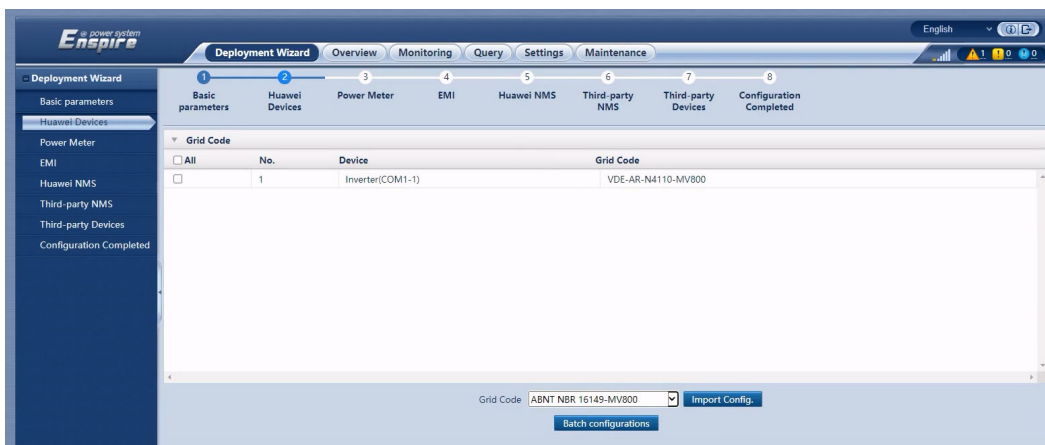 Enspire
@ power system
English
Deployment Wizard Overview Monitoring Query Settings Maintenance
1 0 0
Deployment Wizard
Basic parameters
Huawei Devices
Power Meter
EMI
Huawei NMS
Third-party NMS
Third-party Devices
Configuration Completed
1 2 3 4 5 6 7 8
Basic parameters
Huawei Devices
Power Meter
EMI
Huawei NMS
Third-party NMS
Third-party Devices
Configuration Completed
Grid Code
All No. Device Grid Code
1 Inverter(COM1-1) VDE-AR-N4110-MV800
Grid Code ABNT NBR 16149-MV800 Import Config.
Batch configurations